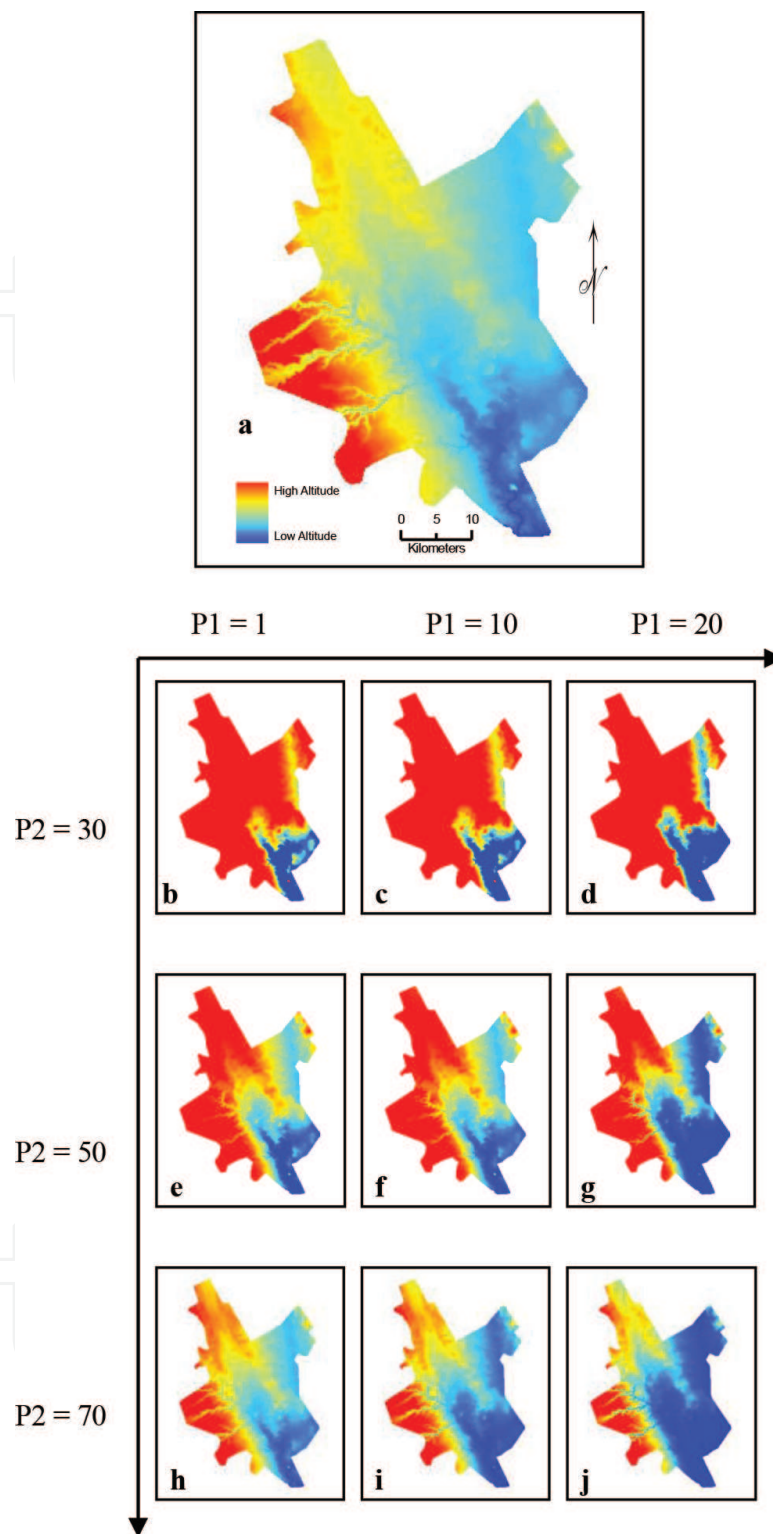 N
a
High Altitude
Low Altitude
0 5 10
Kilometers
P1 = 1 P1 = 10 P1 = 20
P2 = 30
b c d
P2 = 50
e f g
P2 = 70
h i j